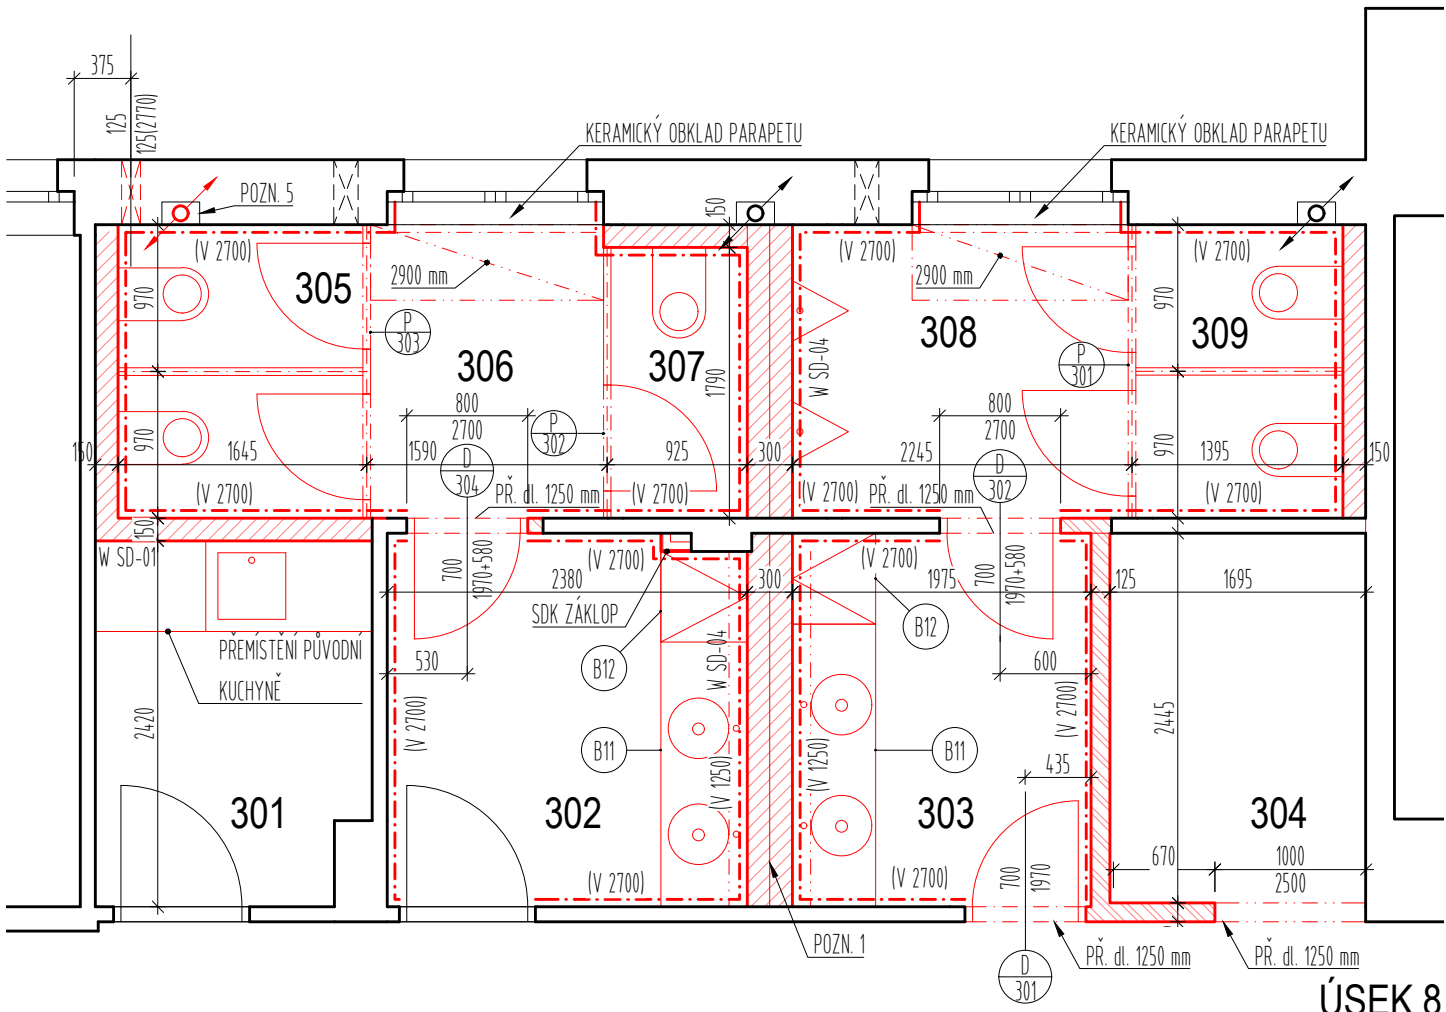 375
125
125(2770)
KERAMICKÝ OBKLAD PARAPETU
KERAMICKÝ OBKLAD PARAPETU
POZN. 5
150
(V 2700)
(V 2700)
(V 2700)
2900 mm
2900 mm
305
306
307
308
309
P
303
P
301
P
302
970
970
970
970
1790
W SD-04
800
2700
800
2700
150
1645
1590
925
300
2245
1395
150
D
304
D
302
(V 2700)
PŘ. dl. 1250 mm
(V 2700)
(V 2700)
PŘ. dl. 1250 mm
(V 2700)
150
W SD-01
700
1970+580
(V 2700)
(V 2700)
700
1970+580
2380
300
1975
125
1695
SDK ZÁKLOP
PŘEMÍSTĚNÍ PŮVODNÍ
KUCHYNĚ
530
B12
B12
W SD-04
600
2420
(V 2700)
B11
B11
(V 1250)
(V 1250)
(V 2700)
2445
435
301
302
303
304
670
1000
2500
(V 2700)
(V 2700)
700
1970
POZN. 1
D
301
PŘ. dl. 1250 mm
PŘ. dl. 1250 mm
ÚSEK 8